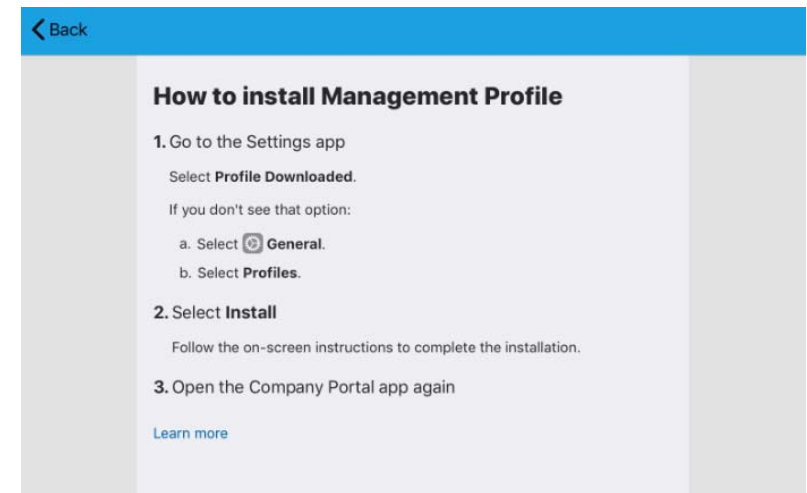 Back
How to install Management Profile
1. Go to the Settings app
Select Profile Downloaded.
If you don't see that option:
a. Select General.
b. Select Profiles.
2. Select Install
Follow the on-screen instructions to complete the installation.
3. Open the Company Portal app again
Learn more